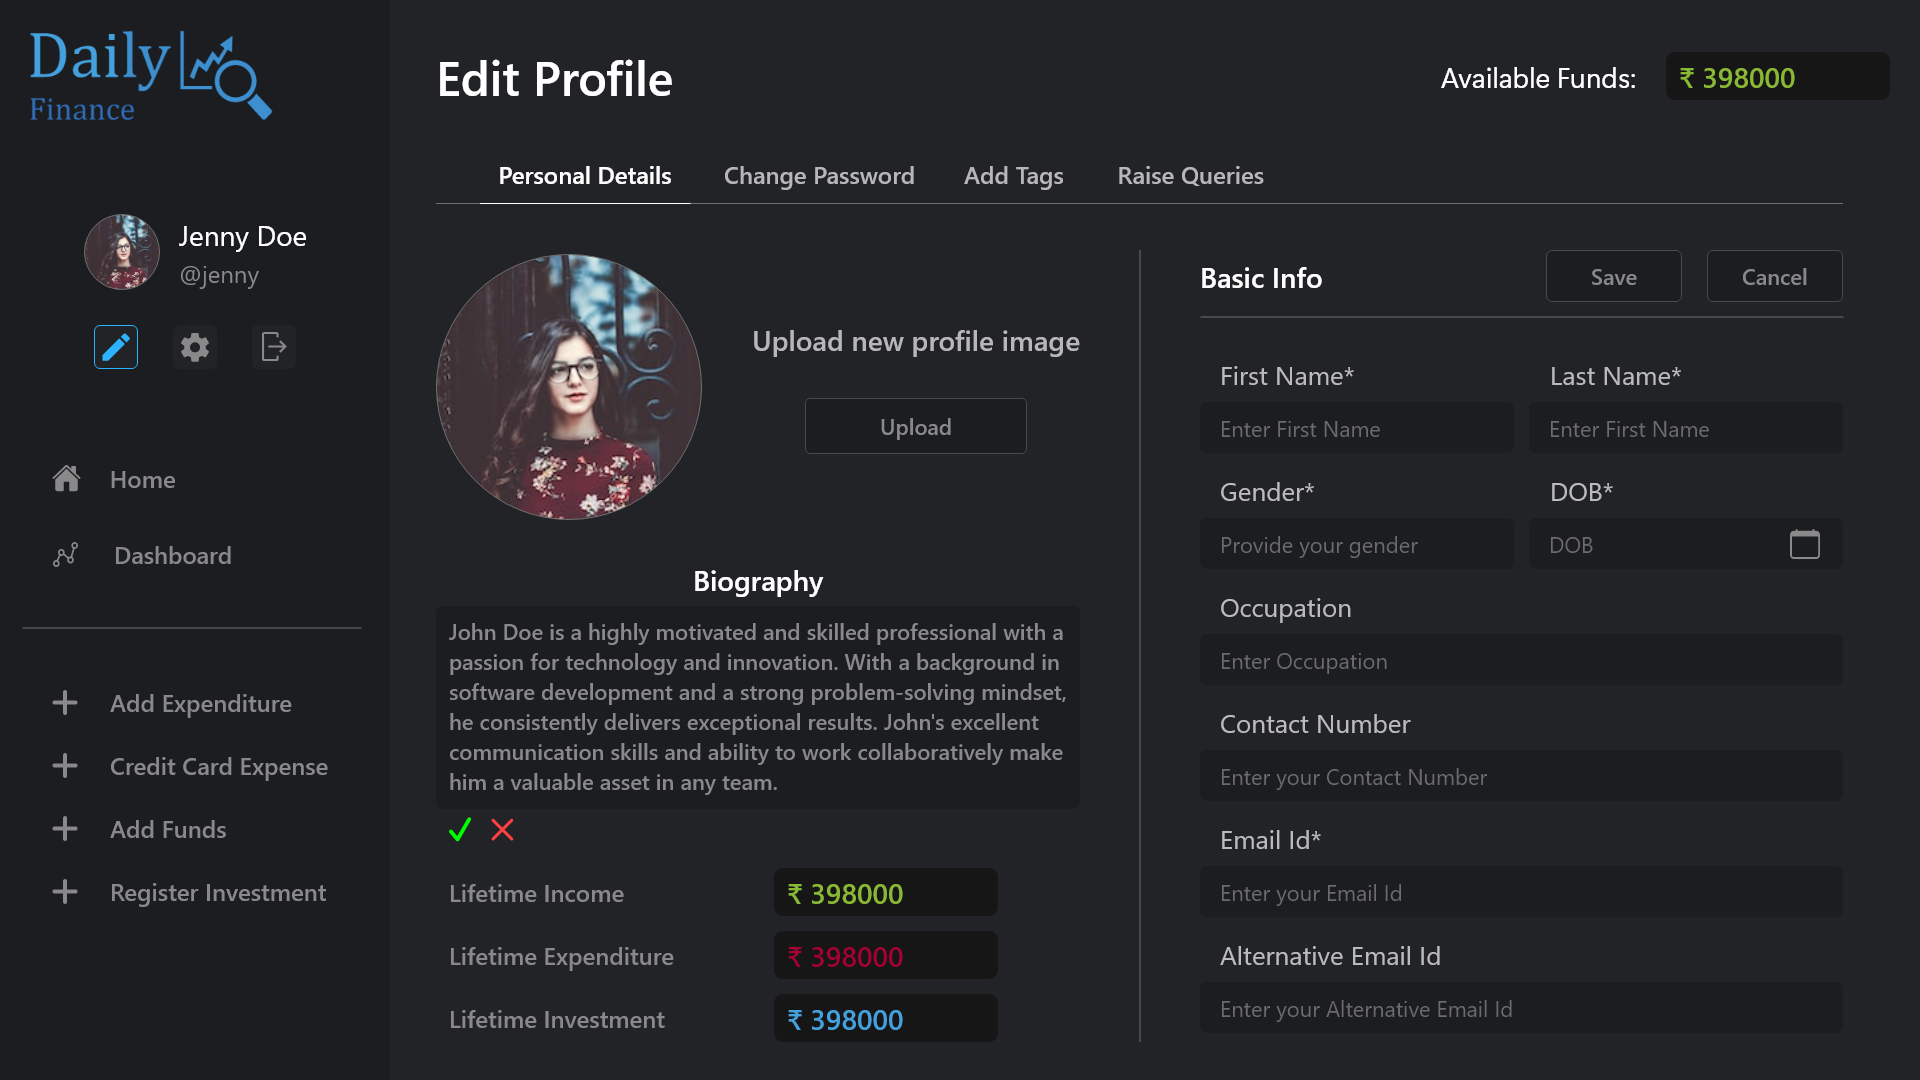 Daily
Finance
Jenny Doe
@jenny
Home
Dashboard
Add Expenditure
Credit Card Expense
Add Funds
Register Investment
Edit Profile
Available Funds:
₹ 398000
Personal Details
Change Password
Add Tags
Raise Queries
Upload new profile image
Upload
Biography
John Doe is a highly motivated and skilled professional with a
passion for technology and innovation. With a background in
software development and a strong problem-solving mindset,
he consistently delivers exceptional results. John's excellent
communication skills and ability to work collaboratively make
him a valuable asset in any team.
Lifetime Income
₹ 398000
Lifetime Expenditure
₹ 398000
Lifetime Investment
₹ 398000
Basic Info
Save
Cancel
First Name*
Last Name*
Enter First Name
Enter First Name
Gender*
DOB*
Provide your gender
DOB
Occupation
Enter Occupation
Contact Number
Enter your Contact Number
Email Id*
Enter your Email Id
Alternative Email Id
Enter your Alternative Email Id